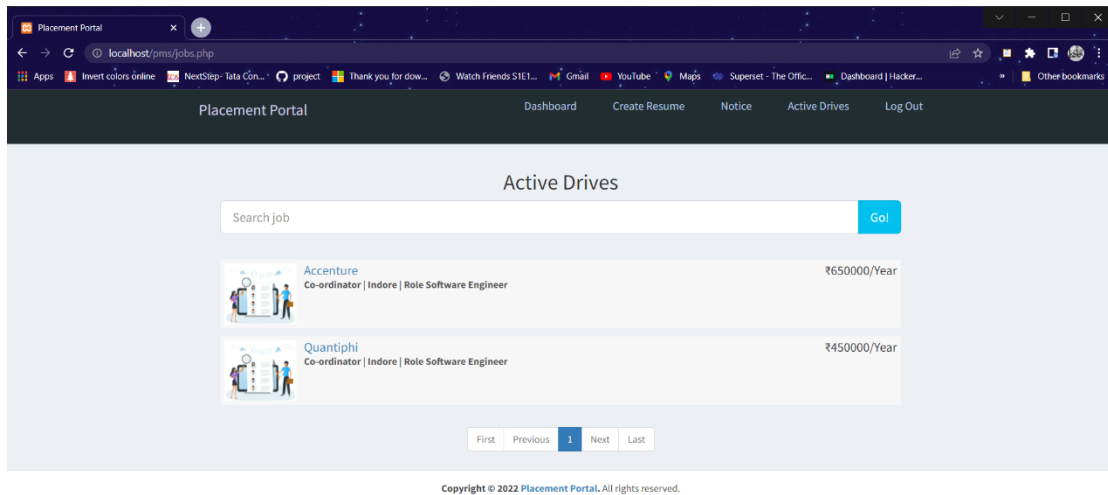 Placement Portal
localhost/pms/jobs.php
Apps Invert colors online NextStep- Tata Con... project Thank you for dow... Watch Friends S1E1... Gmail YouTube Maps Superset - The Offic... Dashboard | Hacker... » Other bookmarks
Placement Portal Dashboard Create Resume Notice Active Drives Log Out
Active Drives
Search job Go!
Accenture ₹650000/Year
Co-ordinator | Indore | Role Software Engineer
Quantiphi ₹450000/Year
Co-ordinator | Indore | Role Software Engineer
First Previous 1 Next Last
Copyright © 2022 Placement Portal. All rights reserved.